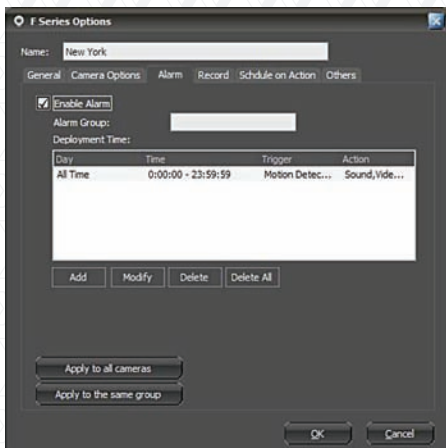 F Series Options
Name: New York
General Camera Options Alarm Record Schdule on Action Others
Enable Alarm
Alarm Group:
Deployment Time:
Day Time Trigger Action
All Time 0:00:00 - 23:59:59 Motion Detec... Sound,Vide...
Add Modify Delete Delete All
Apply to all cameras
Apply to the same group
OK Cancel